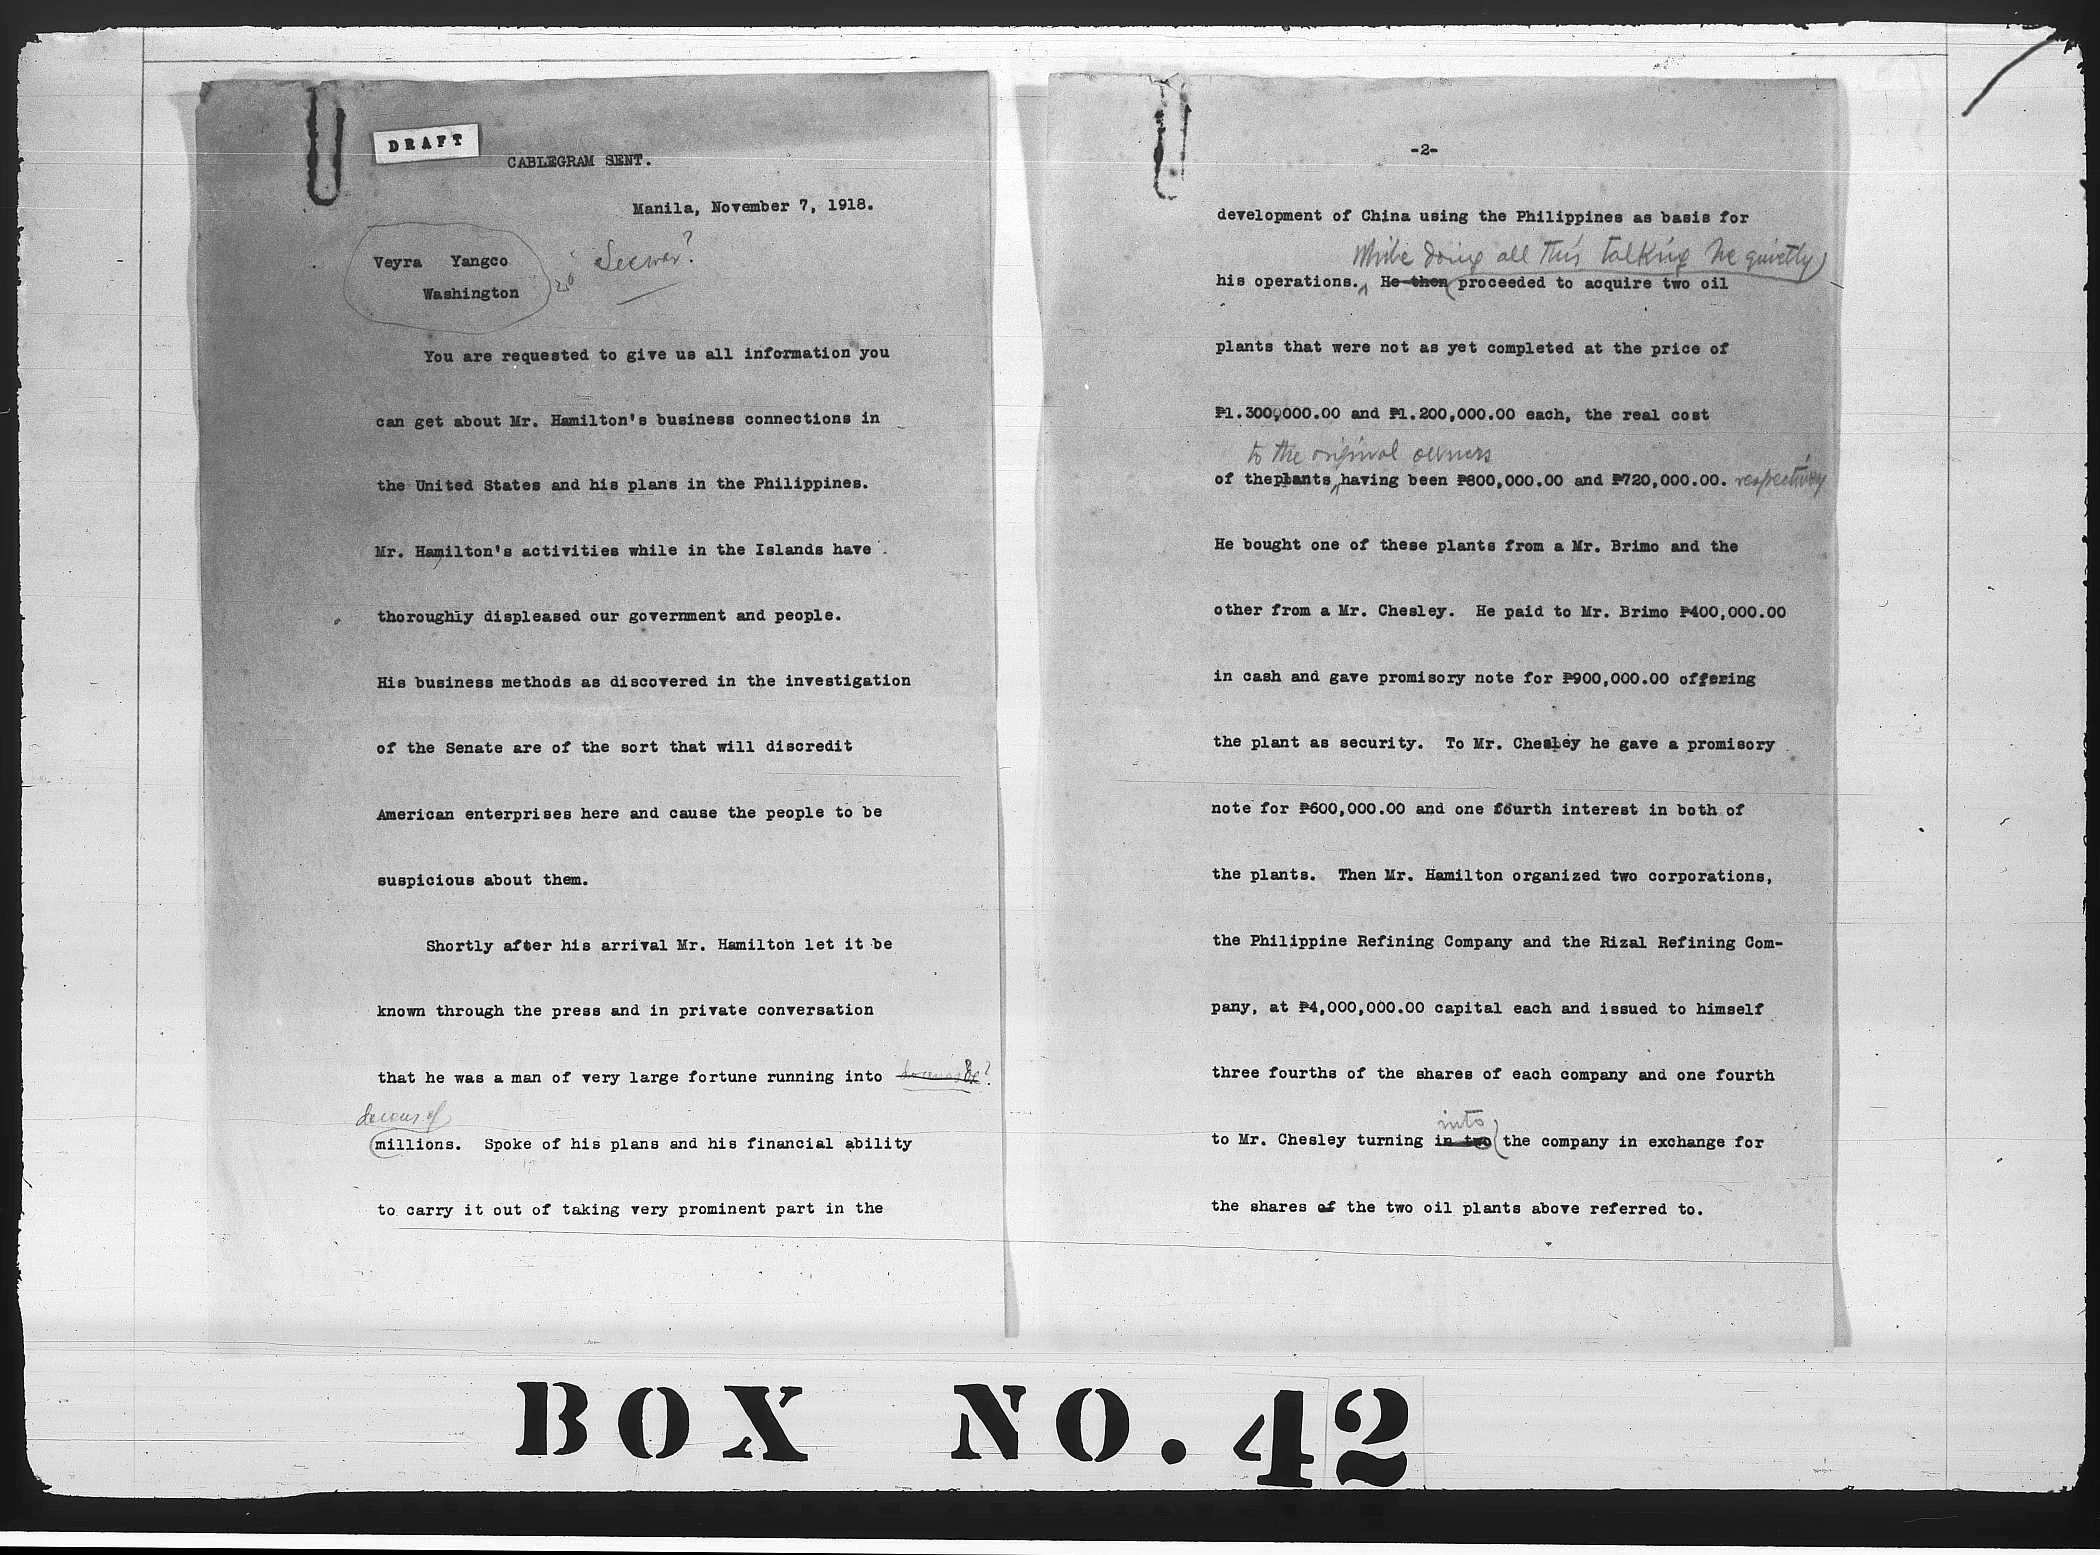 DRAFT
CABLEGRAM SENT.
Manila, November 7, 1918.
Veyra Yangco
Secwar?
Washington
You are requested to give us all information you
can get about Mr. Hamilton's business connections in
the United States and his plans in the Philippines.
Mr. Hamilton's activities while in the Islands have
thoroughly displeased our government and people.
His business methods as discovered in the investigation
of the Senate are of the sort that will discredit
American enterprises here and cause the people to be
suspicious about them.
Shortly after his arrival Mr. Hamilton let it be
known through the press and in private conversation
that he was a man of very large fortune running into
millions. Spoke of his plans and his financial ability
to carry it out of taking very prominent part in the
-2-
development of China using the Philippines as basis for
While doing all this talking he quietly
his operations. He then proceeded to acquire two oil
plants that were not as yet completed at the price of
₱1.300,000.00 and ₱1.200,000.00 each, the real cost
to the original owners
of the plants having been ₱800,000.00 and ₱720,000.00. respectively
He bought one of these plants from a Mr. Brimo and the
other from a Mr. Chesley. He paid to Mr. Brimo ₱400,000.00
in cash and gave promisory note for ₱900,000.00 offering
the plant as security. To Mr. Chesley he gave a promisory
note for ₱600,000.00 and one fourth interest in both of
the plants. Then Mr. Hamilton organized two corporations,
the Philippine Refining Company and the Rizal Refining Com-
pany, at ₱4,000,000.00 capital each and issued to himself
three fourths of the shares of each company and one fourth
into
to Mr. Chesley turning in two the company in exchange for
the shares of the two oil plants above referred to.
BOX NO. 42